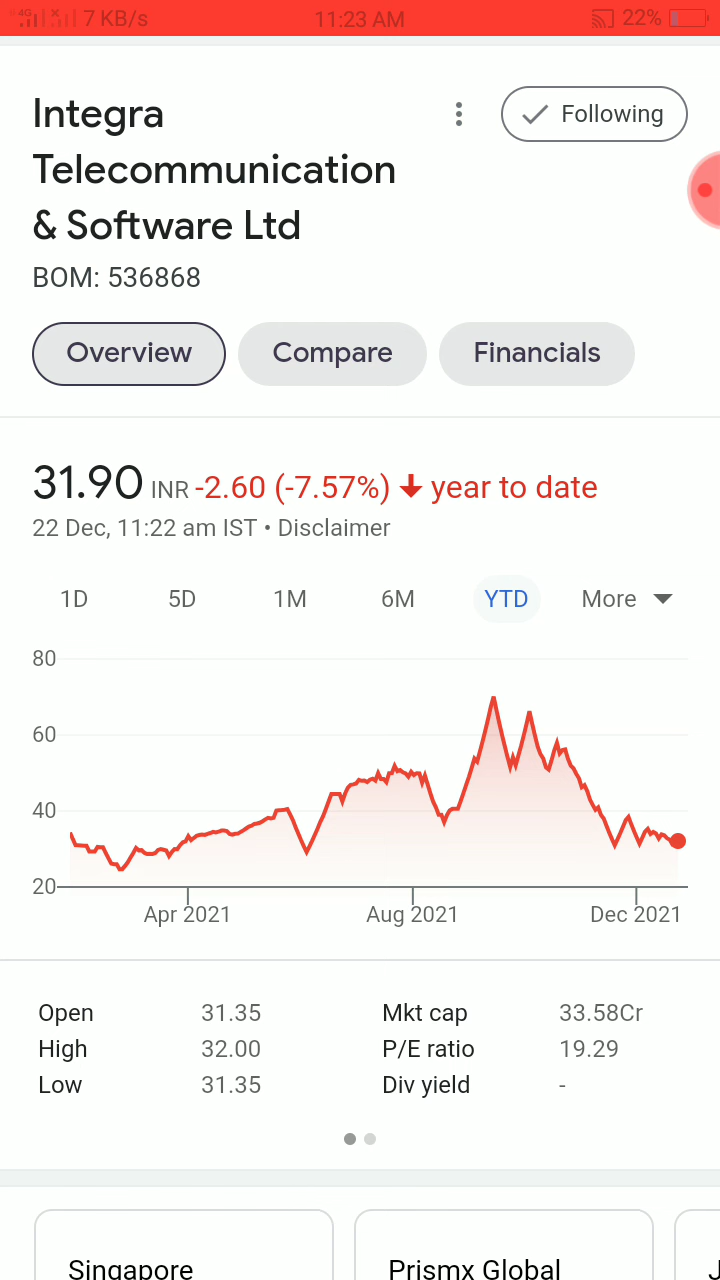 4G 7 KB/s 11:23 AM 22%
Integra
Telecommunication
& Software Ltd
Following
BOM: 536868
Overview Compare Financials
31.90 INR -2.60 (-7.57%) ↓ year to date
22 Dec, 11:22 am IST • Disclaimer
1D 5D 1M 6M YTD More
80
60
40
20
Apr 2021 Aug 2021 Dec 2021
Open 31.35 Mkt cap 33.58Cr
High 32.00 P/E ratio 19.29
Low 31.35 Div yield -
Singapore Prismx Global